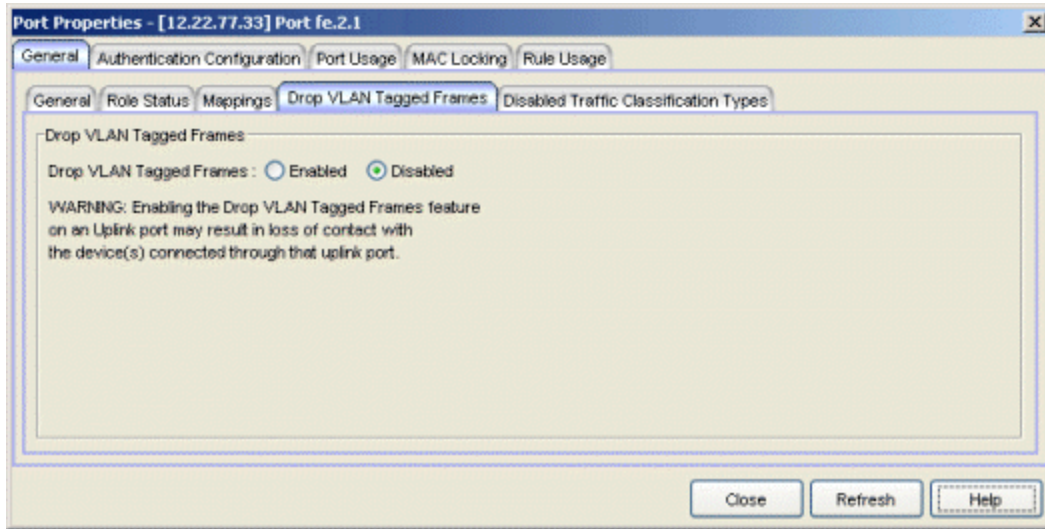 Port Properties - [12.22.77.33] Port fe.2.1
General Authentication Configuration Port Usage MAC Locking Rule Usage
General Role Status Mappings Drop VLAN Tagged Frames Disabled Traffic Classification Types
Drop VLAN Tagged Frames
Drop VLAN Tagged Frames : Enabled Disabled
WARNING: Enabling the Drop VLAN Tagged Frames feature
on an Uplink port may result in loss of contact with
the device(s) connected through that uplink port.
Close Refresh Help